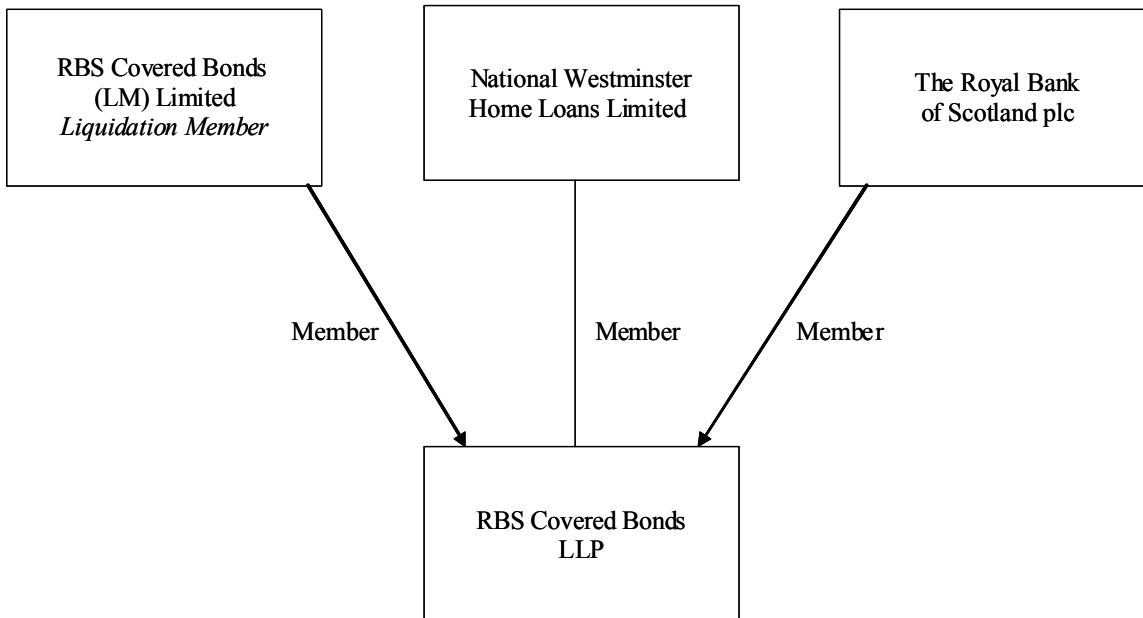 RBS Covered Bonds
(LM) Limited
Liquidation Member
National Westminster
Home Loans Limited
The Royal Bank
of Scotland plc
Member
Member
Member
RBS Covered Bonds
LLP